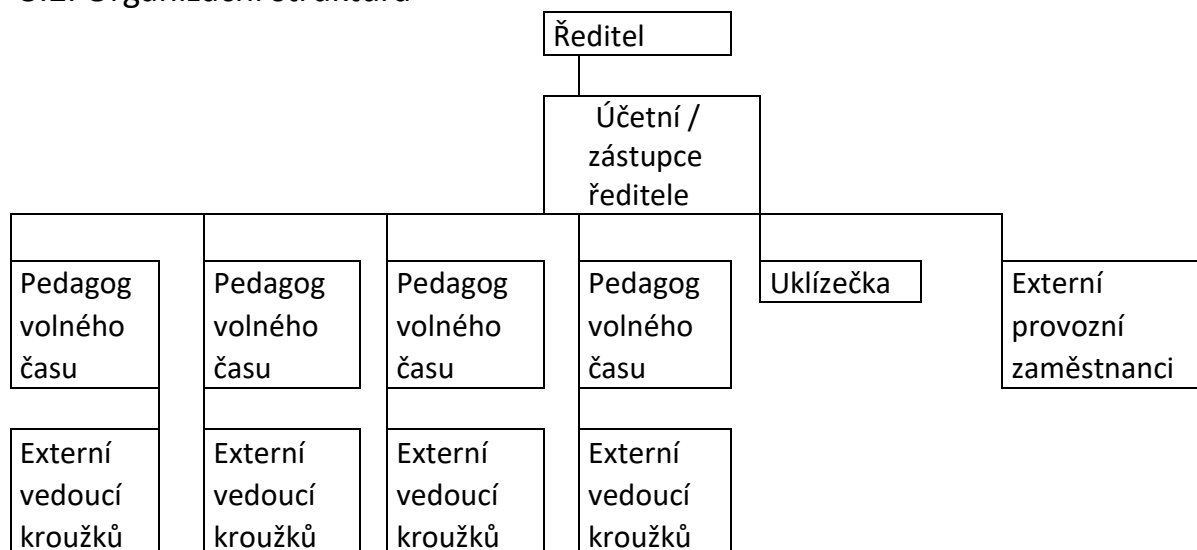 Ředitel
Účetní /
zástupce
ředitele
Pedagog
volného
času
Pedagog
volného
času
Pedagog
volného
času
Pedagog
volného
času
Uklízečka
Externí
provozní
zaměstnanci
Externí
vedoucí
kroužků
Externí
vedoucí
kroužků
Externí
vedoucí
kroužků
Externí
vedoucí
kroužků